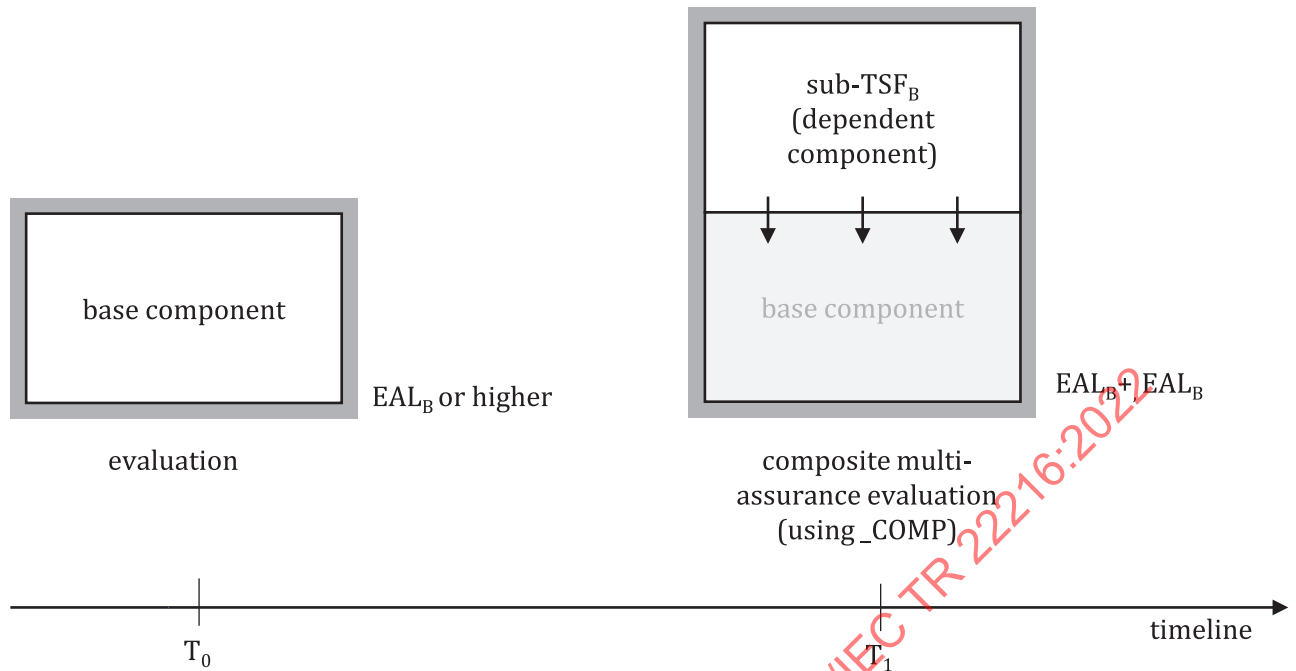 sub-TSF_B
(dependent
component)
base component
base component
EAL_B or higher
EAL_B+, EAL_B
evaluation
composite multi-
assurance evaluation
(using _COMP)
T_0
T_1
timeline
/IEC TR 22216:2022